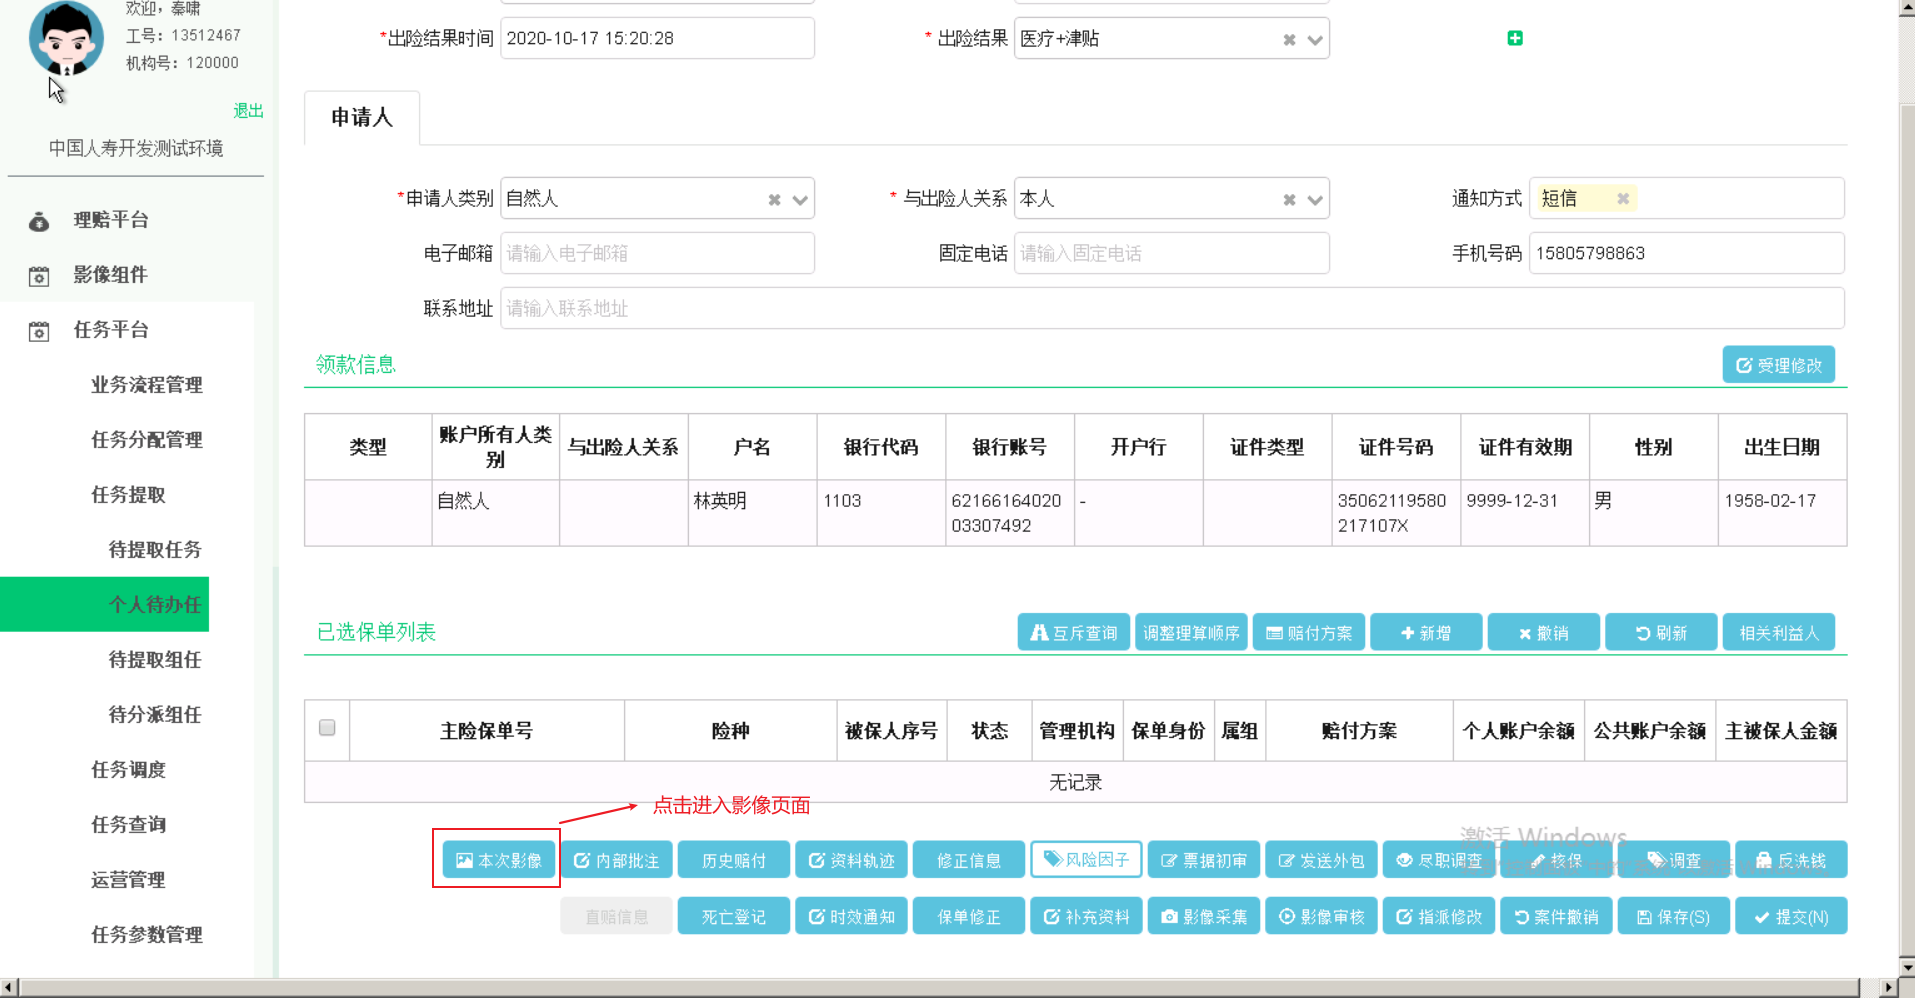 欢迎，秦啸
工号：13512467
机构号：120000
退出
中国人寿开发测试环境
理赔平台
影像组件
任务平台
业务流程管理
任务分配管理
任务提取
待提取任务
个人待办任
待提取组任
待分派组任
任务调度
任务查询
运营管理
任务参数管理
*出险结果时间 2020-10-17 15:20:28 * 出险结果 医疗+津贴
申请人
*申请人类别 自然人 * 与出险人关系 本人 通知方式 短信
电子邮箱 请输入电子邮箱 固定电话 请输入固定电话 手机号码 15805798863
联系地址 请输入联系地址
领款信息 受理修改
类型 账户所有人类别 与出险人关系 户名 银行代码 银行账号 开户行 证件类型 证件号码 证件有效期 性别 出生日期
自然人 林英明 1103 6216616402003307492 - 35062119580217107X 9999-12-31 男 1958-02-17
已选保单列表 互斥查询 调整理算顺序 赔付方案 新增 撤销 刷新 相关利益人
主险保单号 险种 被保人序号 状态 管理机构 保单身份 属组 赔付方案 个人账户余额 公共账户余额 主被保人金额
无记录
点击进入影像页面
激活 Windows
本次影像 内部批注 历史赔付 资料轨迹 修正信息 风险因子 票据初审 发送外包 尽职调查 核保 调查 反洗钱
直赔信息 死亡登记 时效通知 保单修正 补充资料 影像采集 影像审核 指派修改 案件撤销 保存(S) 提交(N)